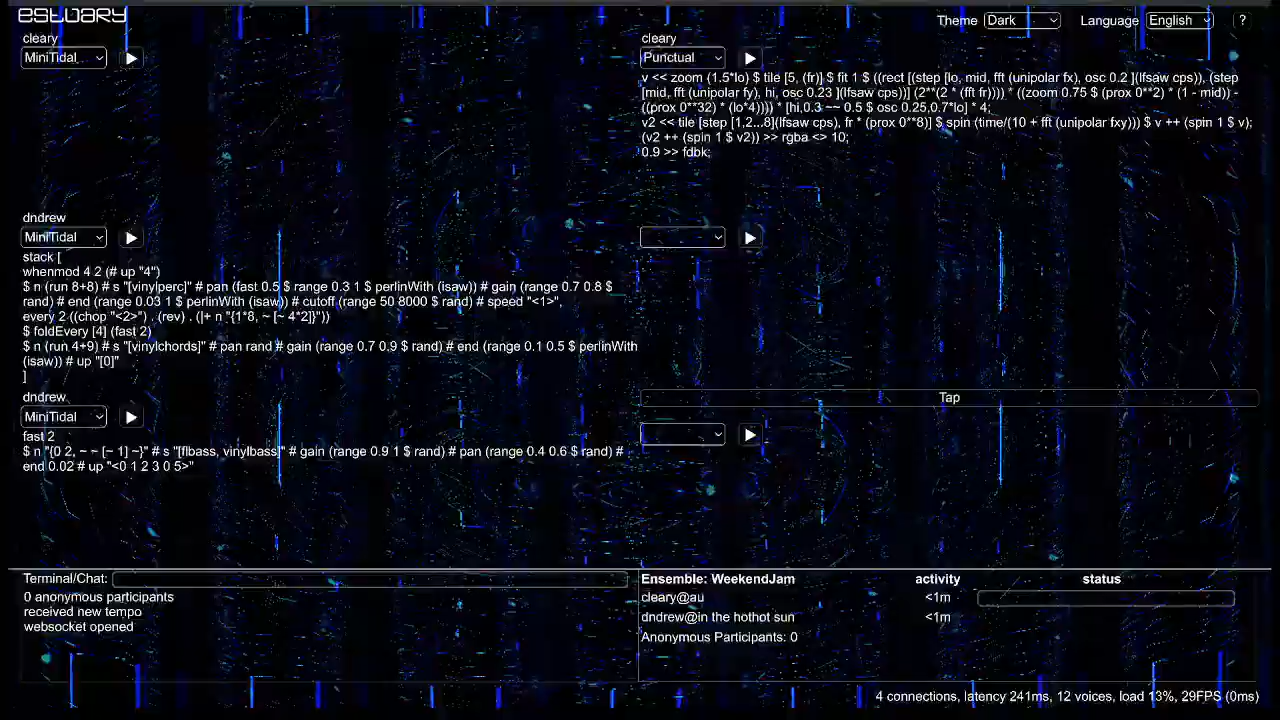 estuary
Theme Dark Language English ?
cleary
MiniTidal
cleary
Punctual
v << zoom (1.5*lo) $ tile [5, (fr)] $ fit 1 $ ((rect [(step [lo, mid, fft (unipolar fx), osc 0.2 ](lfsaw cps)), (step
[mid, fft (unipolar fy), hi, osc 0.23 ](lfsaw cps))] (2**(2 * (fft fr)))) * ((zoom 0.75 $ (prox 0**2) * (1 - mid)) -
((prox 0**32) * (lo*4)))) * [hi,0.3 ~~ 0.5 $ osc 0.25,0.7*lo] * 4;
v2 << tile [step [1,2...8](lfsaw cps), fr * (prox 0**8)] $ spin (time/(10 + fft (unipolar fxy))) $ v ++ (spin 1 $ v);
(v2 ++ (spin 1 $ v2)) >> rgba <> 10;
0.9 >> fdbk;
dndrew
MiniTidal
stack [
whenmod 4 2 (# up "4")
$ n (run 8+8) # s "[vinylperc]" # pan (fast 0.5 $ range 0.3 1 $ perlinWith (isaw)) # gain (range 0.7 0.8 $
rand) # end (range 0.03 1 $ perlinWith (isaw)) # cutoff (range 50 8000 $ rand) # speed "<1>",
every 2 ((chop "<2>") . (rev) . (|+ n "{1*8, ~ [~ 4*2]}"))
$ foldEvery [4] (fast 2)
$ n (run 4+9) # s "[vinylchords]" # pan rand # gain (range 0.7 0.9 $ rand) # end (range 0.1 0.5 $ perlinWith
(isaw)) # up "[0]"
]
Tap
dndrew
MiniTidal
fast 2
$ n "{0 2, ~ ~ [~ 1] ~}" # s "[flbass, vinylbass]" # gain (range 0.9 1 $ rand) # pan (range 0.4 0.6 $ rand) #
end 0.02 # up "<0 1 2 3 0 5>"
Terminal/Chat:
0 anonymous participants
received new tempo
websocket opened
Ensemble: WeekendJam activity status
cleary@au <1m
dndrew@in the hothot sun <1m
Anonymous Participants: 0
4 connections, latency 241ms, 12 voices, load 13%, 29FPS (0ms)